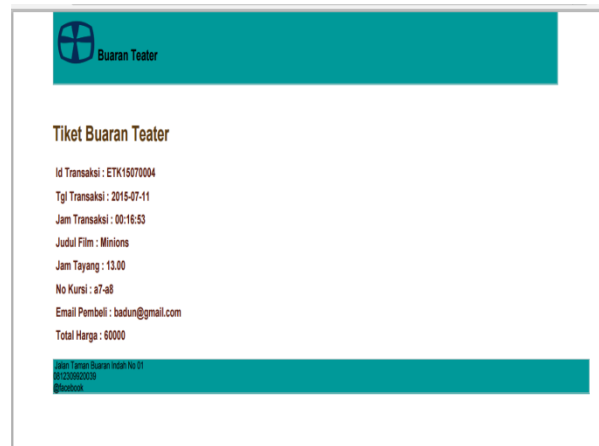 Buaran Teater
Tiket Buaran Teater
Id Transaksi : ETK15070004
Tgl Transaksi : 2015-07-11
Jam Transaksi : 00:16:53
Judul Film : Minions
Jam Tayang : 13.00
No Kursi : a7-a8
Email Pembeli : badun@gmail.com
Total Harga : 60000
Jalan Taman Buaran Indah No 01
0812309920039
@facebook